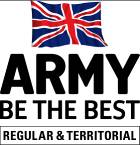 ARMY
BE THE BEST
REGULAR & TERRITORIAL